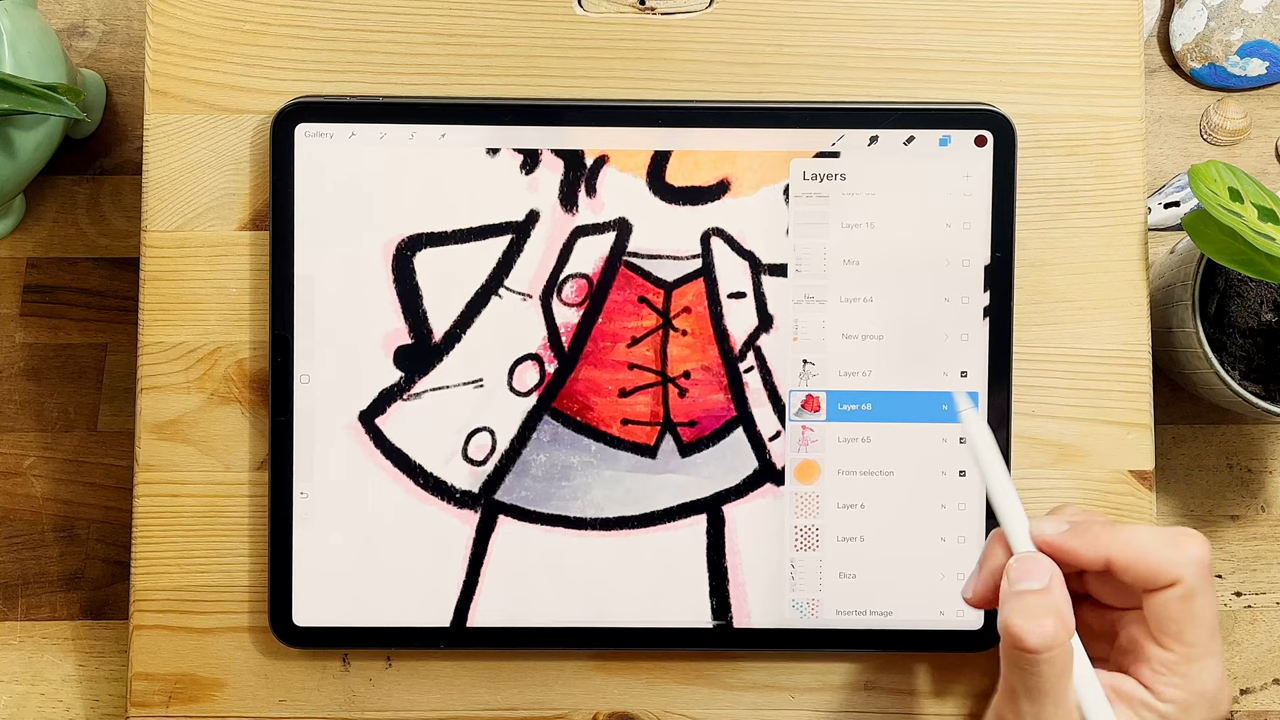 Gallery
Layers
Layer 15
N
Mira
Layer 64
N
New group
Layer 67
N
Layer 68
N
Layer 65
N
From selection
N
Layer 6
N
Layer 5
N
Eliza
Inserted Image
N